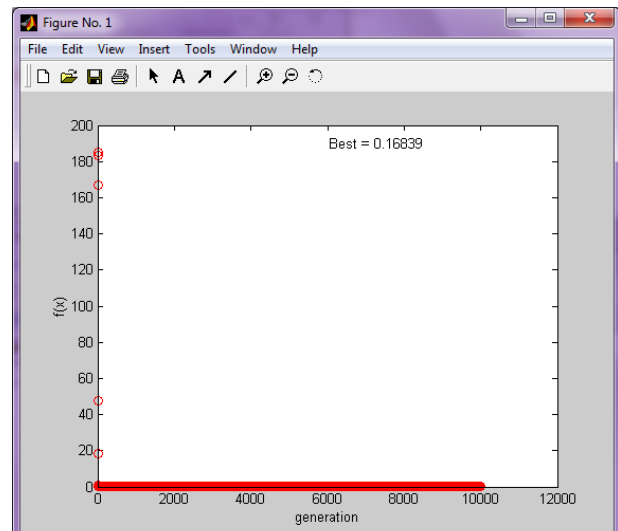 Figure No. 1
File Edit View Insert Tools Window Help
A
Best = 0.16839
200
180
160
140
120
100
80
60
40
20
0
f(x)
0 2000 4000 6000 8000 10000 12000
generation